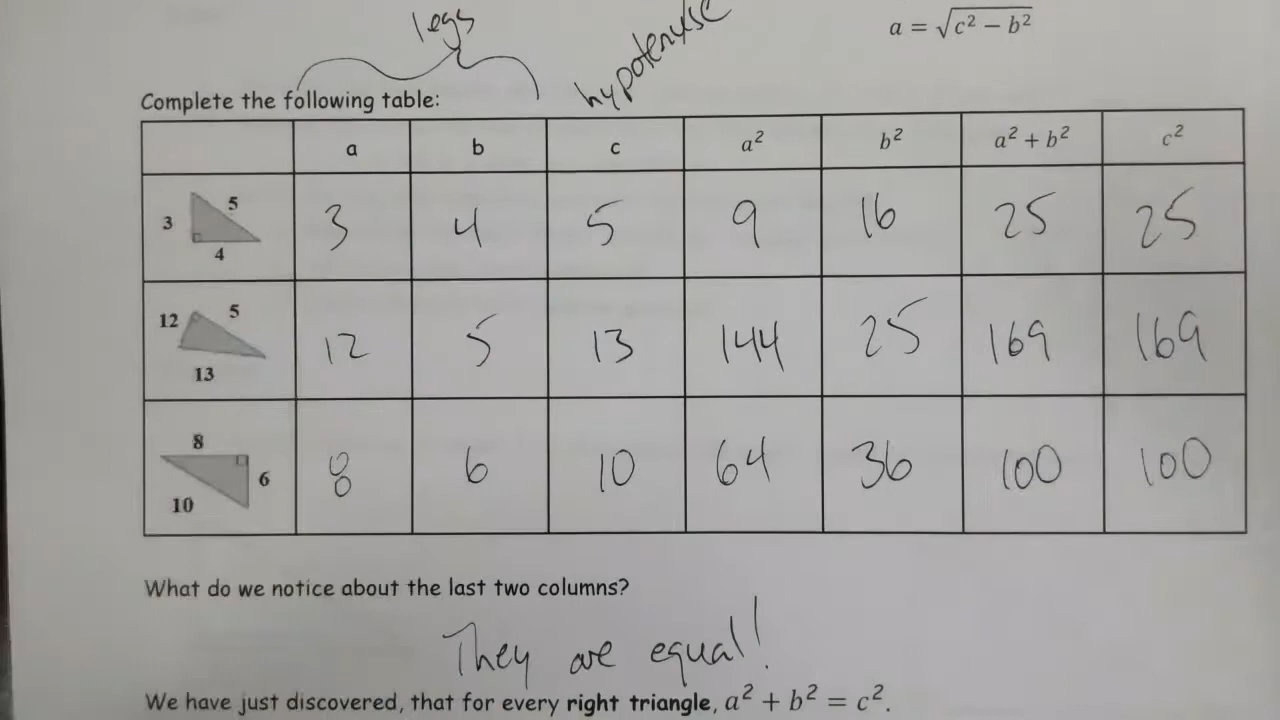 legs
hypotenuse
a = √c² − b²
Complete the following table:
a b c a² b² a² + b² c²
3 5 4 3 4 5 9 16 25 25
12 5 13 12 5 13 144 25 169 169
8 6 10 8 6 10 64 36 100 100
What do we notice about the last two columns?
They are equal!
We have just discovered, that for every right triangle, a² + b² = c².